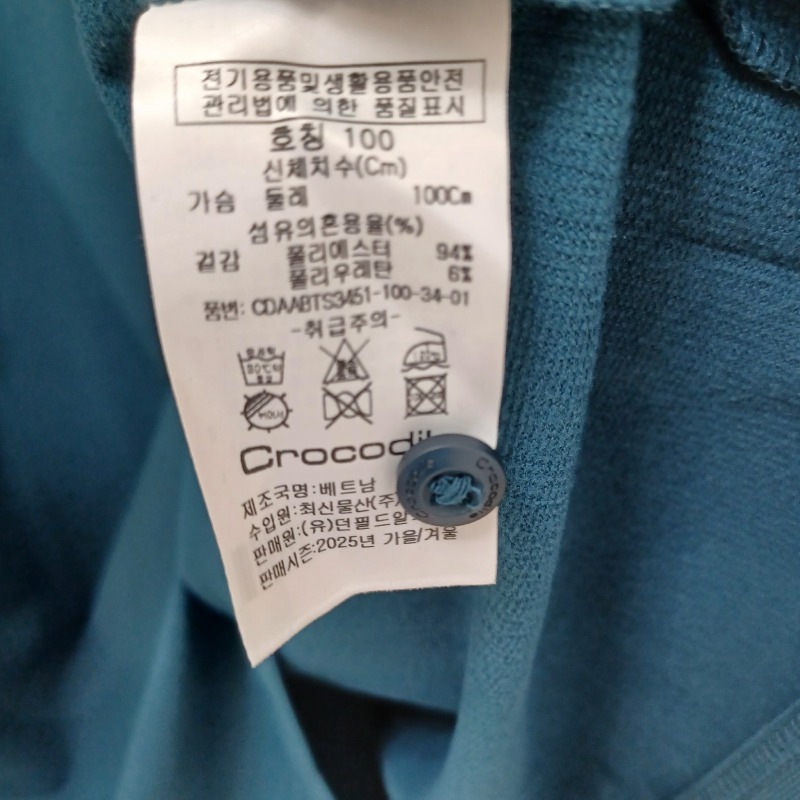 전기용품및생활용품안전
관리법에 의한 품질표시
호칭 100
신체치수(Cm)
가슴 둘레 100Cm
섬유의혼용율(%)
겉감 폴리에스터 94%
폴리우레탄 6%
품번: CDAABTS3451-100-34-01
-취급주의-
Crocodil
제조국명:베트남
수입원:최신물산(주)
판매원:(유)던필드알
판매시즌:2025년 가을/겨울
Crocodile